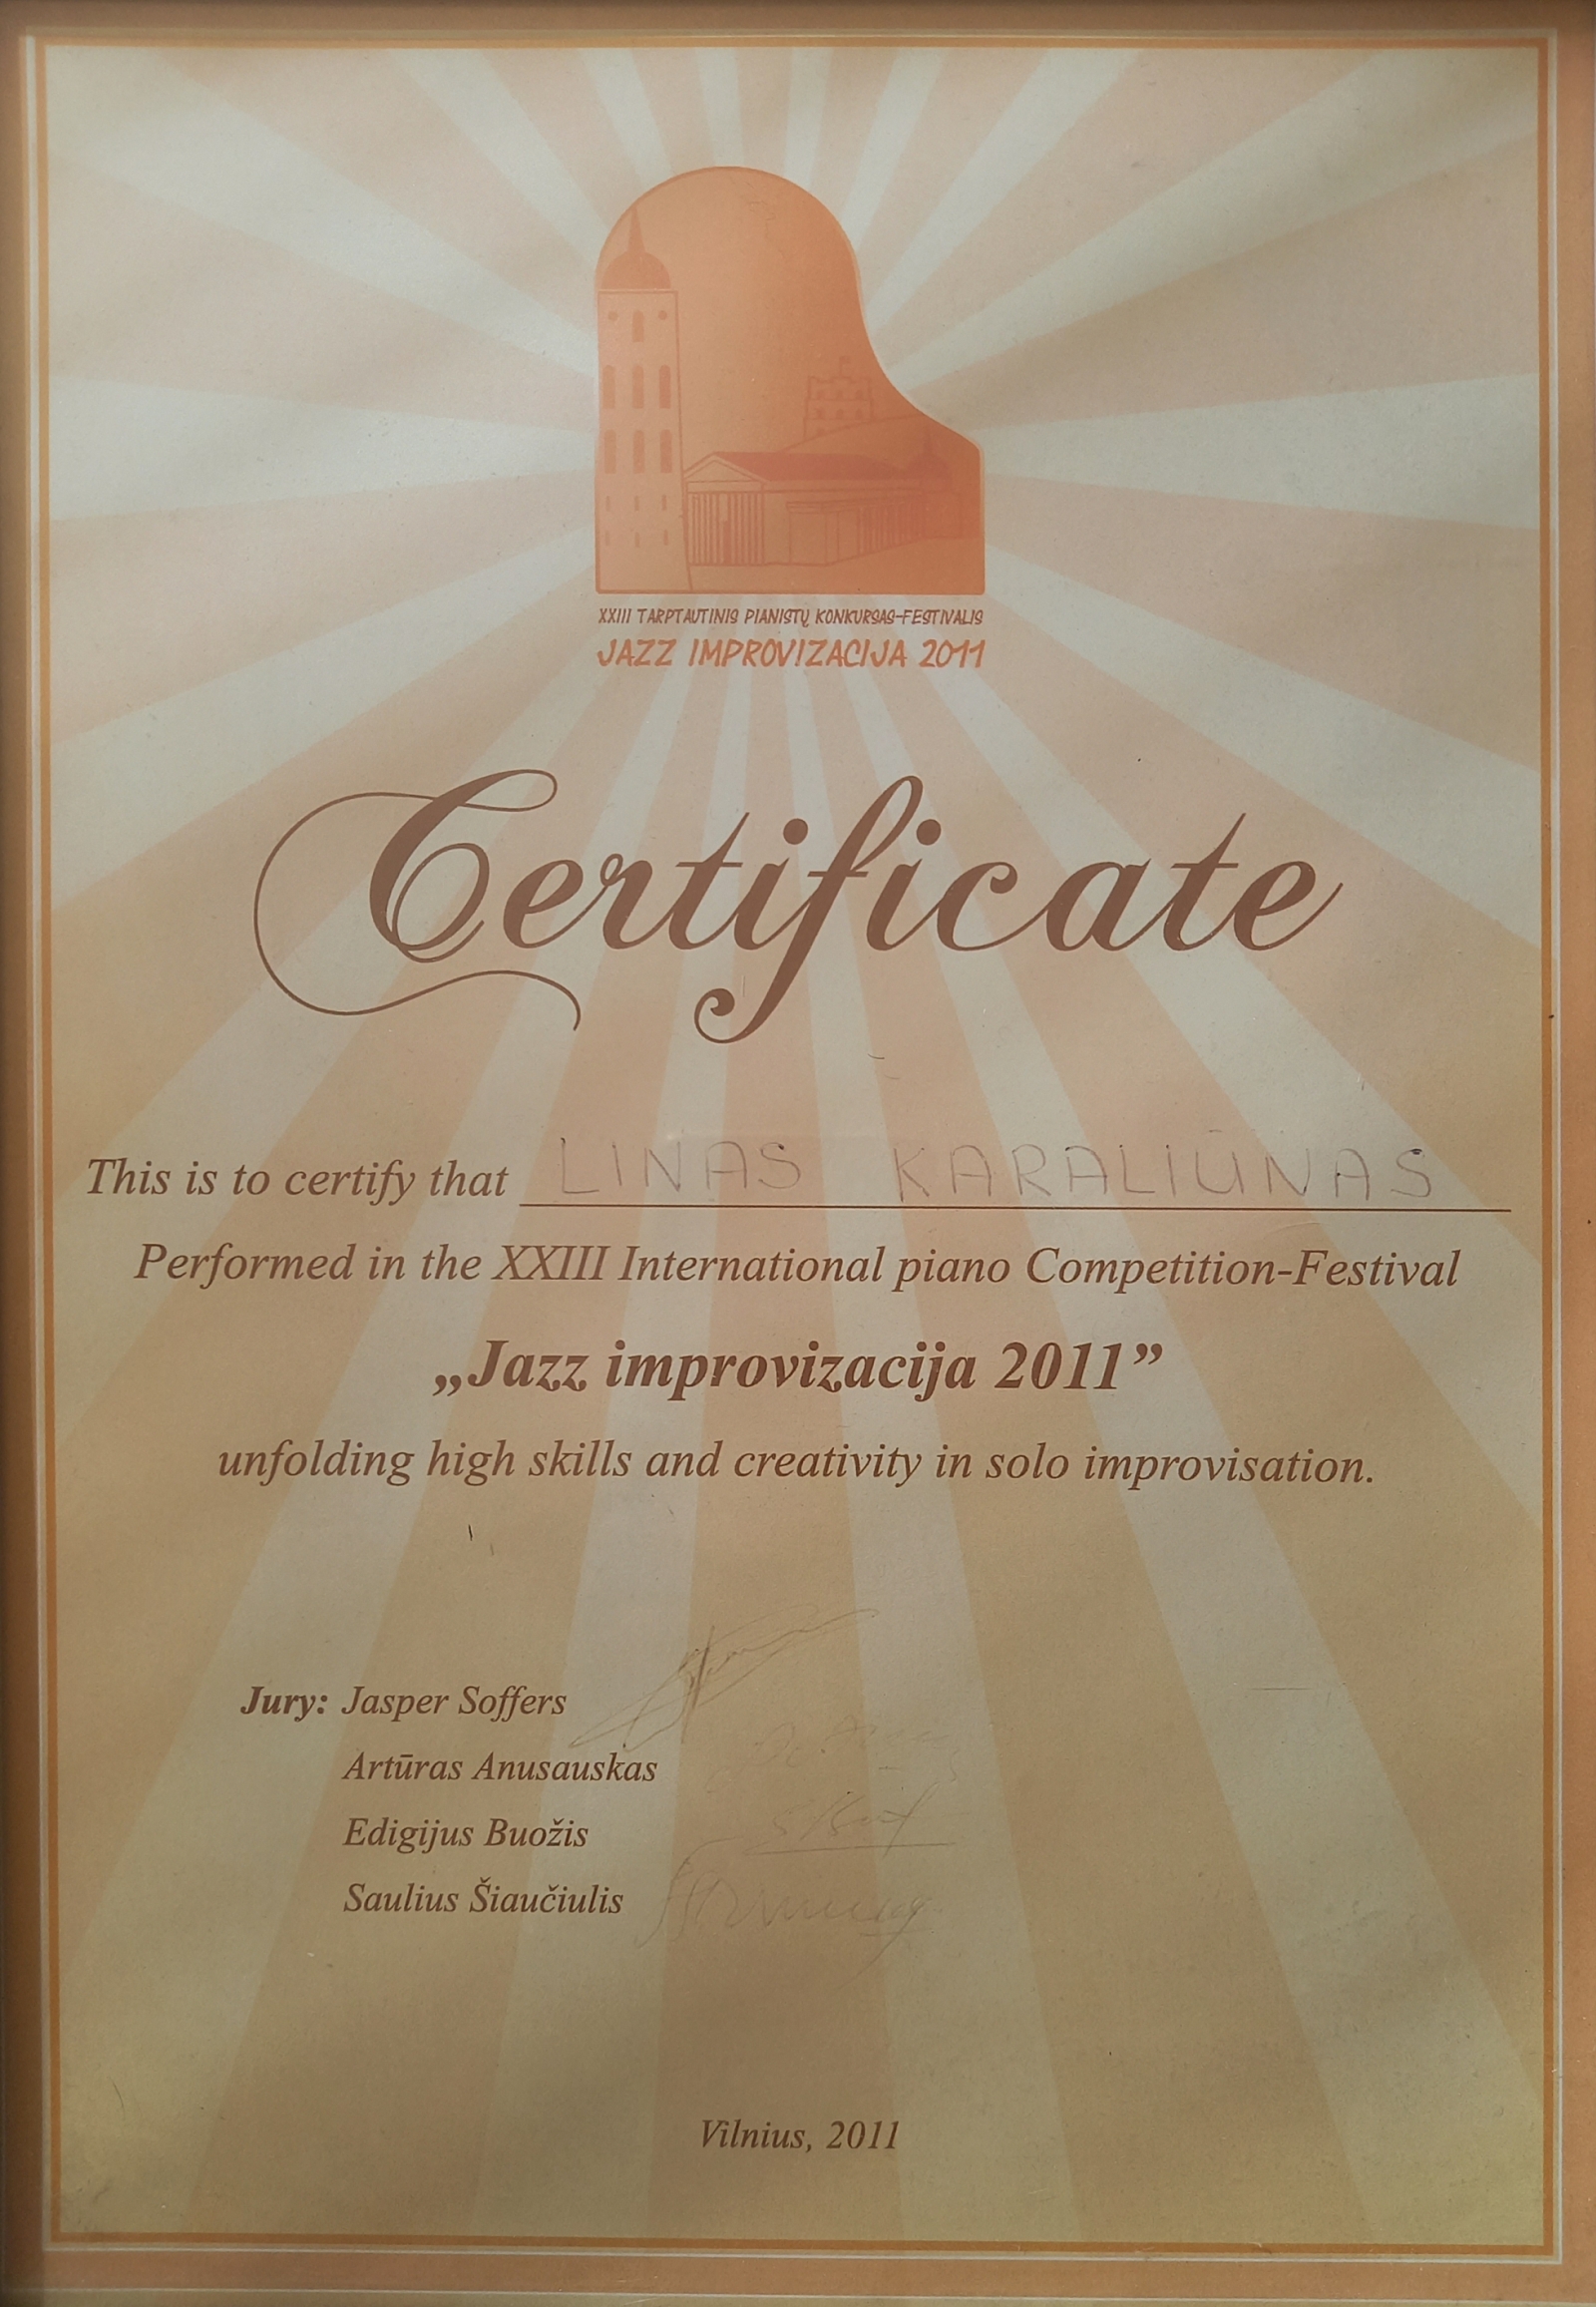 XXIII TARPTAUTINIS PIANISTŲ KONKURSAS-FESTIVALIS
JAZZ IMPROVIZACIJA 2011
Certificate
This is to certify that LINAS KARALIŪNAS
Performed in the XXIII International piano Competition-Festival
„Jazz improvizacija 2011”
unfolding high skills and creativity in solo improvisation.
Jury: Jasper Soffers
Artūras Anusauskas
Edigijus Buožis
Saulius Šiaučiulis
Vilnius, 2011